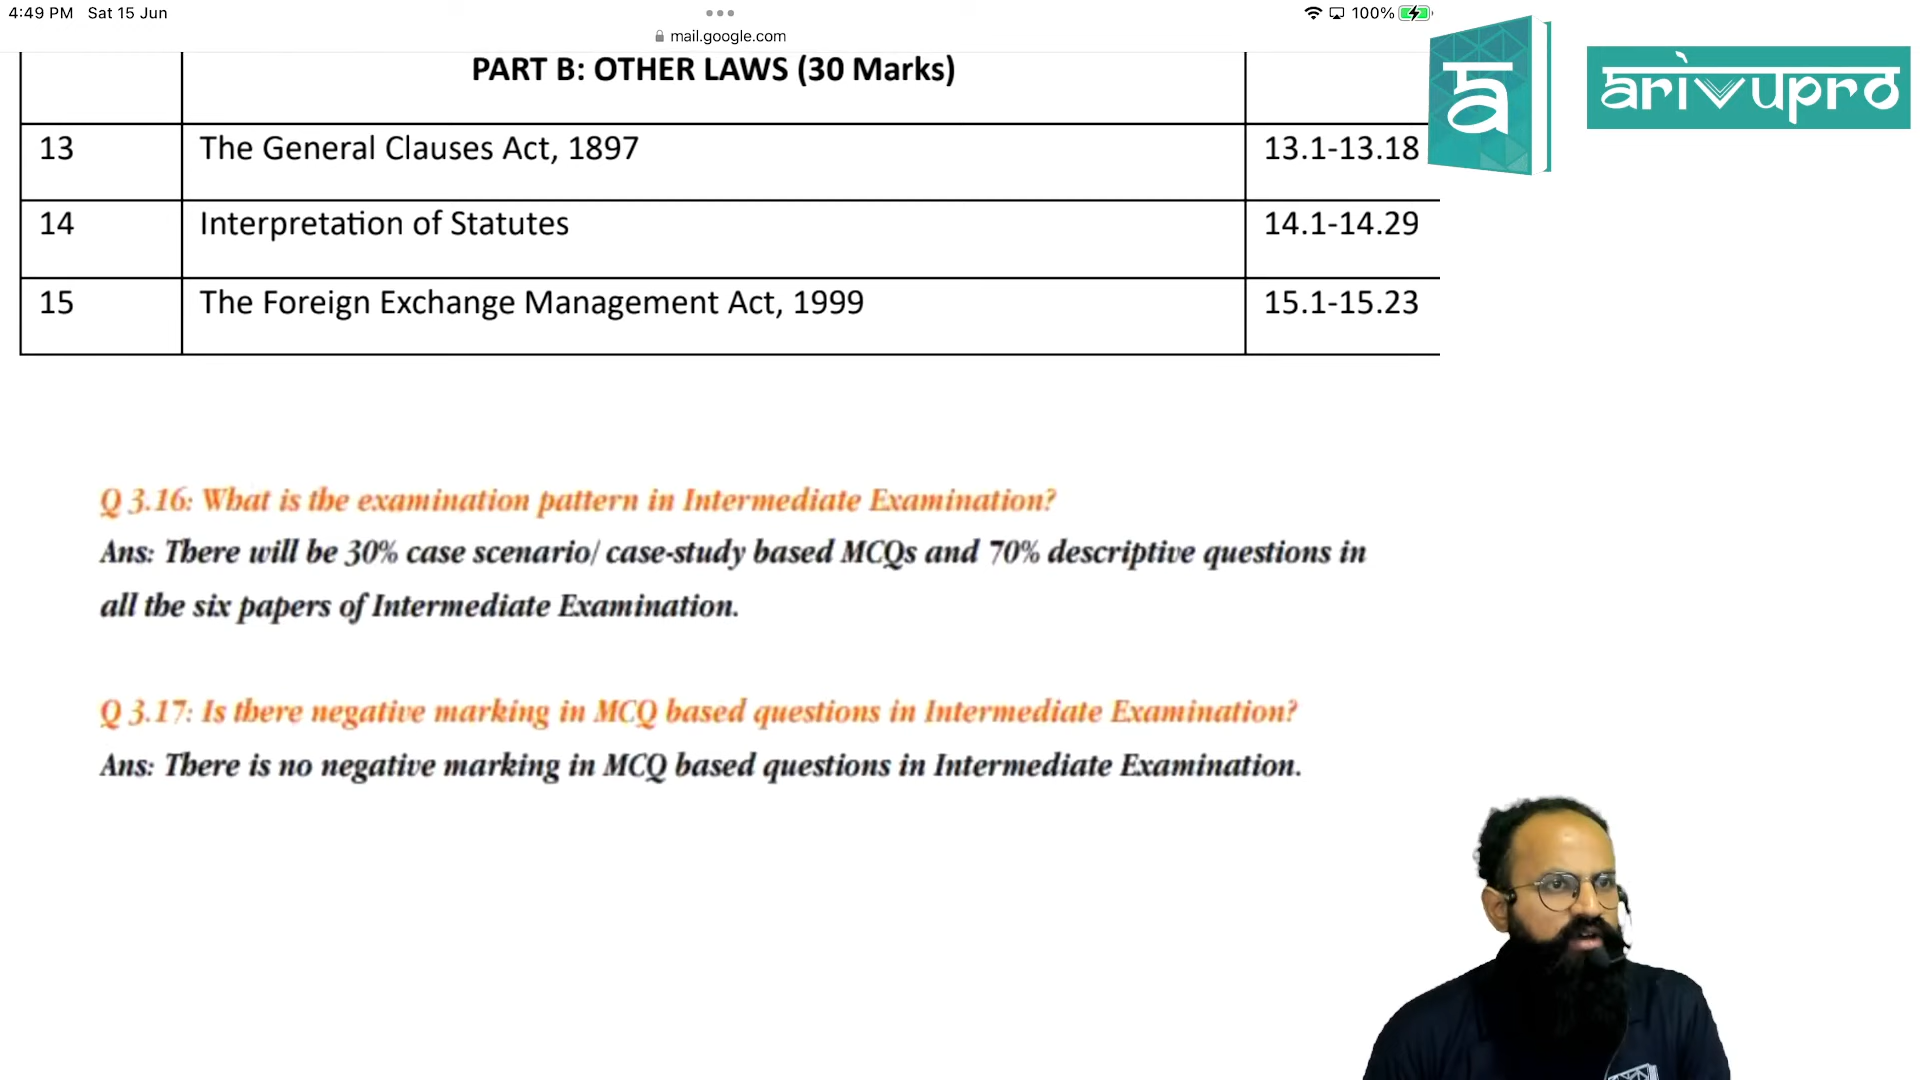 4:49 PM Sat 15 Jun
100%
mail.google.com
ā
arivupro
PART B: OTHER LAWS (30 Marks)
13 The General Clauses Act, 1897 13.1-13.18
14 Interpretation of Statutes 14.1-14.29
15 The Foreign Exchange Management Act, 1999 15.1-15.23
Q 3.16: What is the examination pattern in Intermediate Examination?
Ans: There will be 30% case scenario/ case-study based MCQs and 70% descriptive questions in
all the six papers of Intermediate Examination.
Q 3.17: Is there negative marking in MCQ based questions in Intermediate Examination?
Ans: There is no negative marking in MCQ based questions in Intermediate Examination.